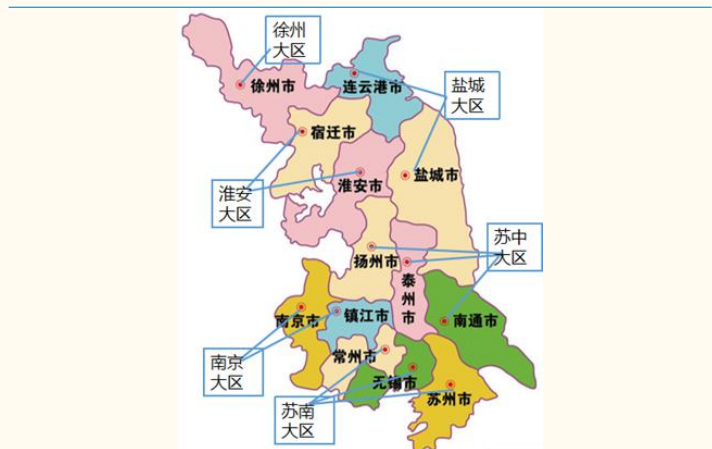 徐州
大区
徐州市
连云港市
盐城
大区
宿迁市
淮安市
盐城市
淮安
大区
苏中
大区
扬州市
泰州市
南京市
镇江市
南通市
常州市
南京
大区
无锡市
苏州市
苏南
大区